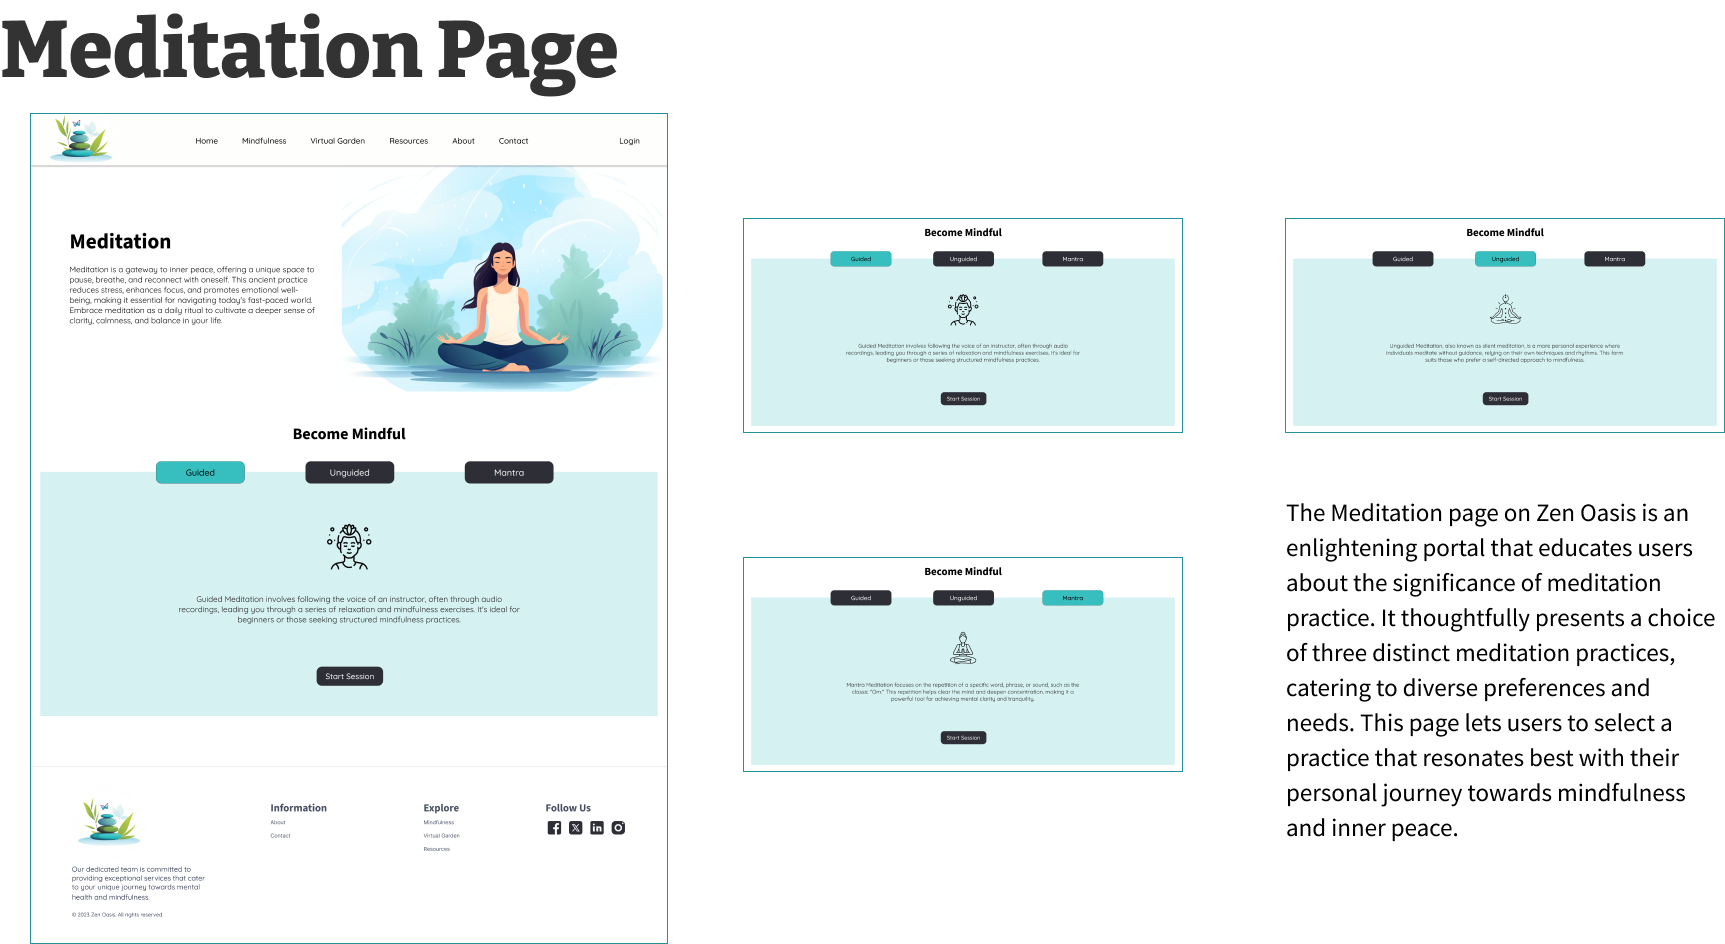 Meditation Page
Home Mindfulness Virtual Garden Resources About Contact Login
Meditation
Meditation is a gateway to inner peace, offering a unique space to
pause, breathe, and reconnect with oneself. This ancient practice
reduces stress, enhances focus, and promotes emotional well-
being, making it essential for navigating today's fast-paced world.
Embrace meditation as a daily ritual to cultivate a deeper sense of
clarity, calmness, and balance in your life.
Become Mindful
Guided Unguided Mantra
Guided Meditation involves following the voice of an instructor, often through audio
recordings, leading you through a series of relaxation and mindfulness exercises. It's ideal for
beginners or those seeking structured mindfulness practices.
Start Session
Our dedicated team is committed to
providing exceptional services that cater
to your unique journey towards mental
health and mindfulness.
© 2023 Zen Oasis. All rights reserved.
Information
About
Contact
Explore
Mindfulness
Virtual Garden
Resources
Follow Us
Become Mindful
Guided Unguided Mantra
Guided Meditation involves following the voice of an instructor, often through audio
recordings, leading you through a series of relaxation and mindfulness exercises. It's ideal for
beginners or those seeking structured mindfulness practices.
Start Session
Become Mindful
Guided Unguided Mantra
Unguided Meditation, also known as silent meditation, is a more personal experience where
individuals meditate without guidance, relying on their own techniques and rhythms. This form
suits those who prefer a self-directed approach to mindfulness.
Start Session
Become Mindful
Guided Unguided Mantra
Mantra Meditation focuses on the repetition of a specific word, phrase, or sound, such as the
classic "Om." This repetition helps clear the mind and deepen concentration, making it a
powerful tool for achieving mental clarity and tranquility.
Start Session
The Meditation page on Zen Oasis is an
enlightening portal that educates users
about the significance of meditation
practice. It thoughtfully presents a choice
of three distinct meditation practices,
catering to diverse preferences and
needs. This page lets users to select a
practice that resonates best with their
personal journey towards mindfulness
and inner peace.